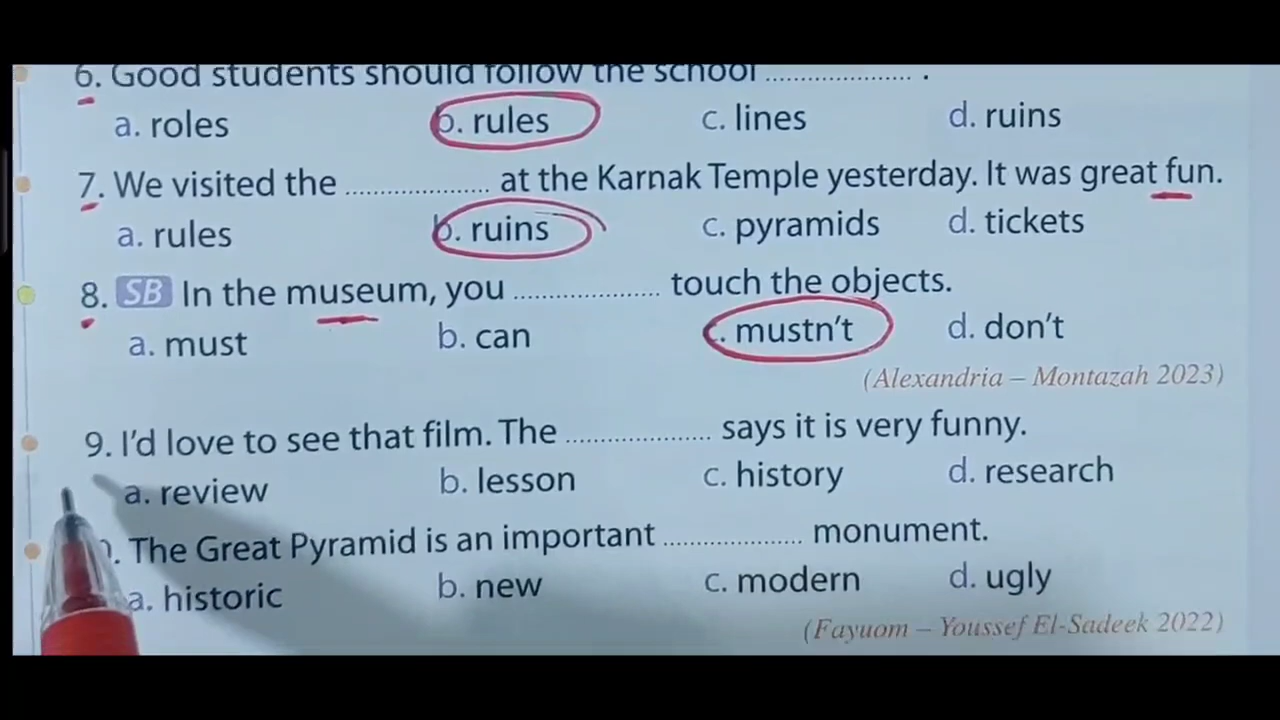 6. Good students should follow the school .................... .
a. roles b. rules c. lines d. ruins
7. We visited the .................... at the Karnak Temple yesterday. It was great fun.
a. rules b. ruins c. pyramids d. tickets
8. SB In the museum, you .................... touch the objects.
a. must b. can c. mustn't d. don't
(Alexandria – Montazah 2023)
9. I'd love to see that film. The .................... says it is very funny.
a. review b. lesson c. history d. research
. The Great Pyramid is an important .................... monument.
a. historic b. new c. modern d. ugly
(Fayuom – Youssef El-Sadeek 2022)